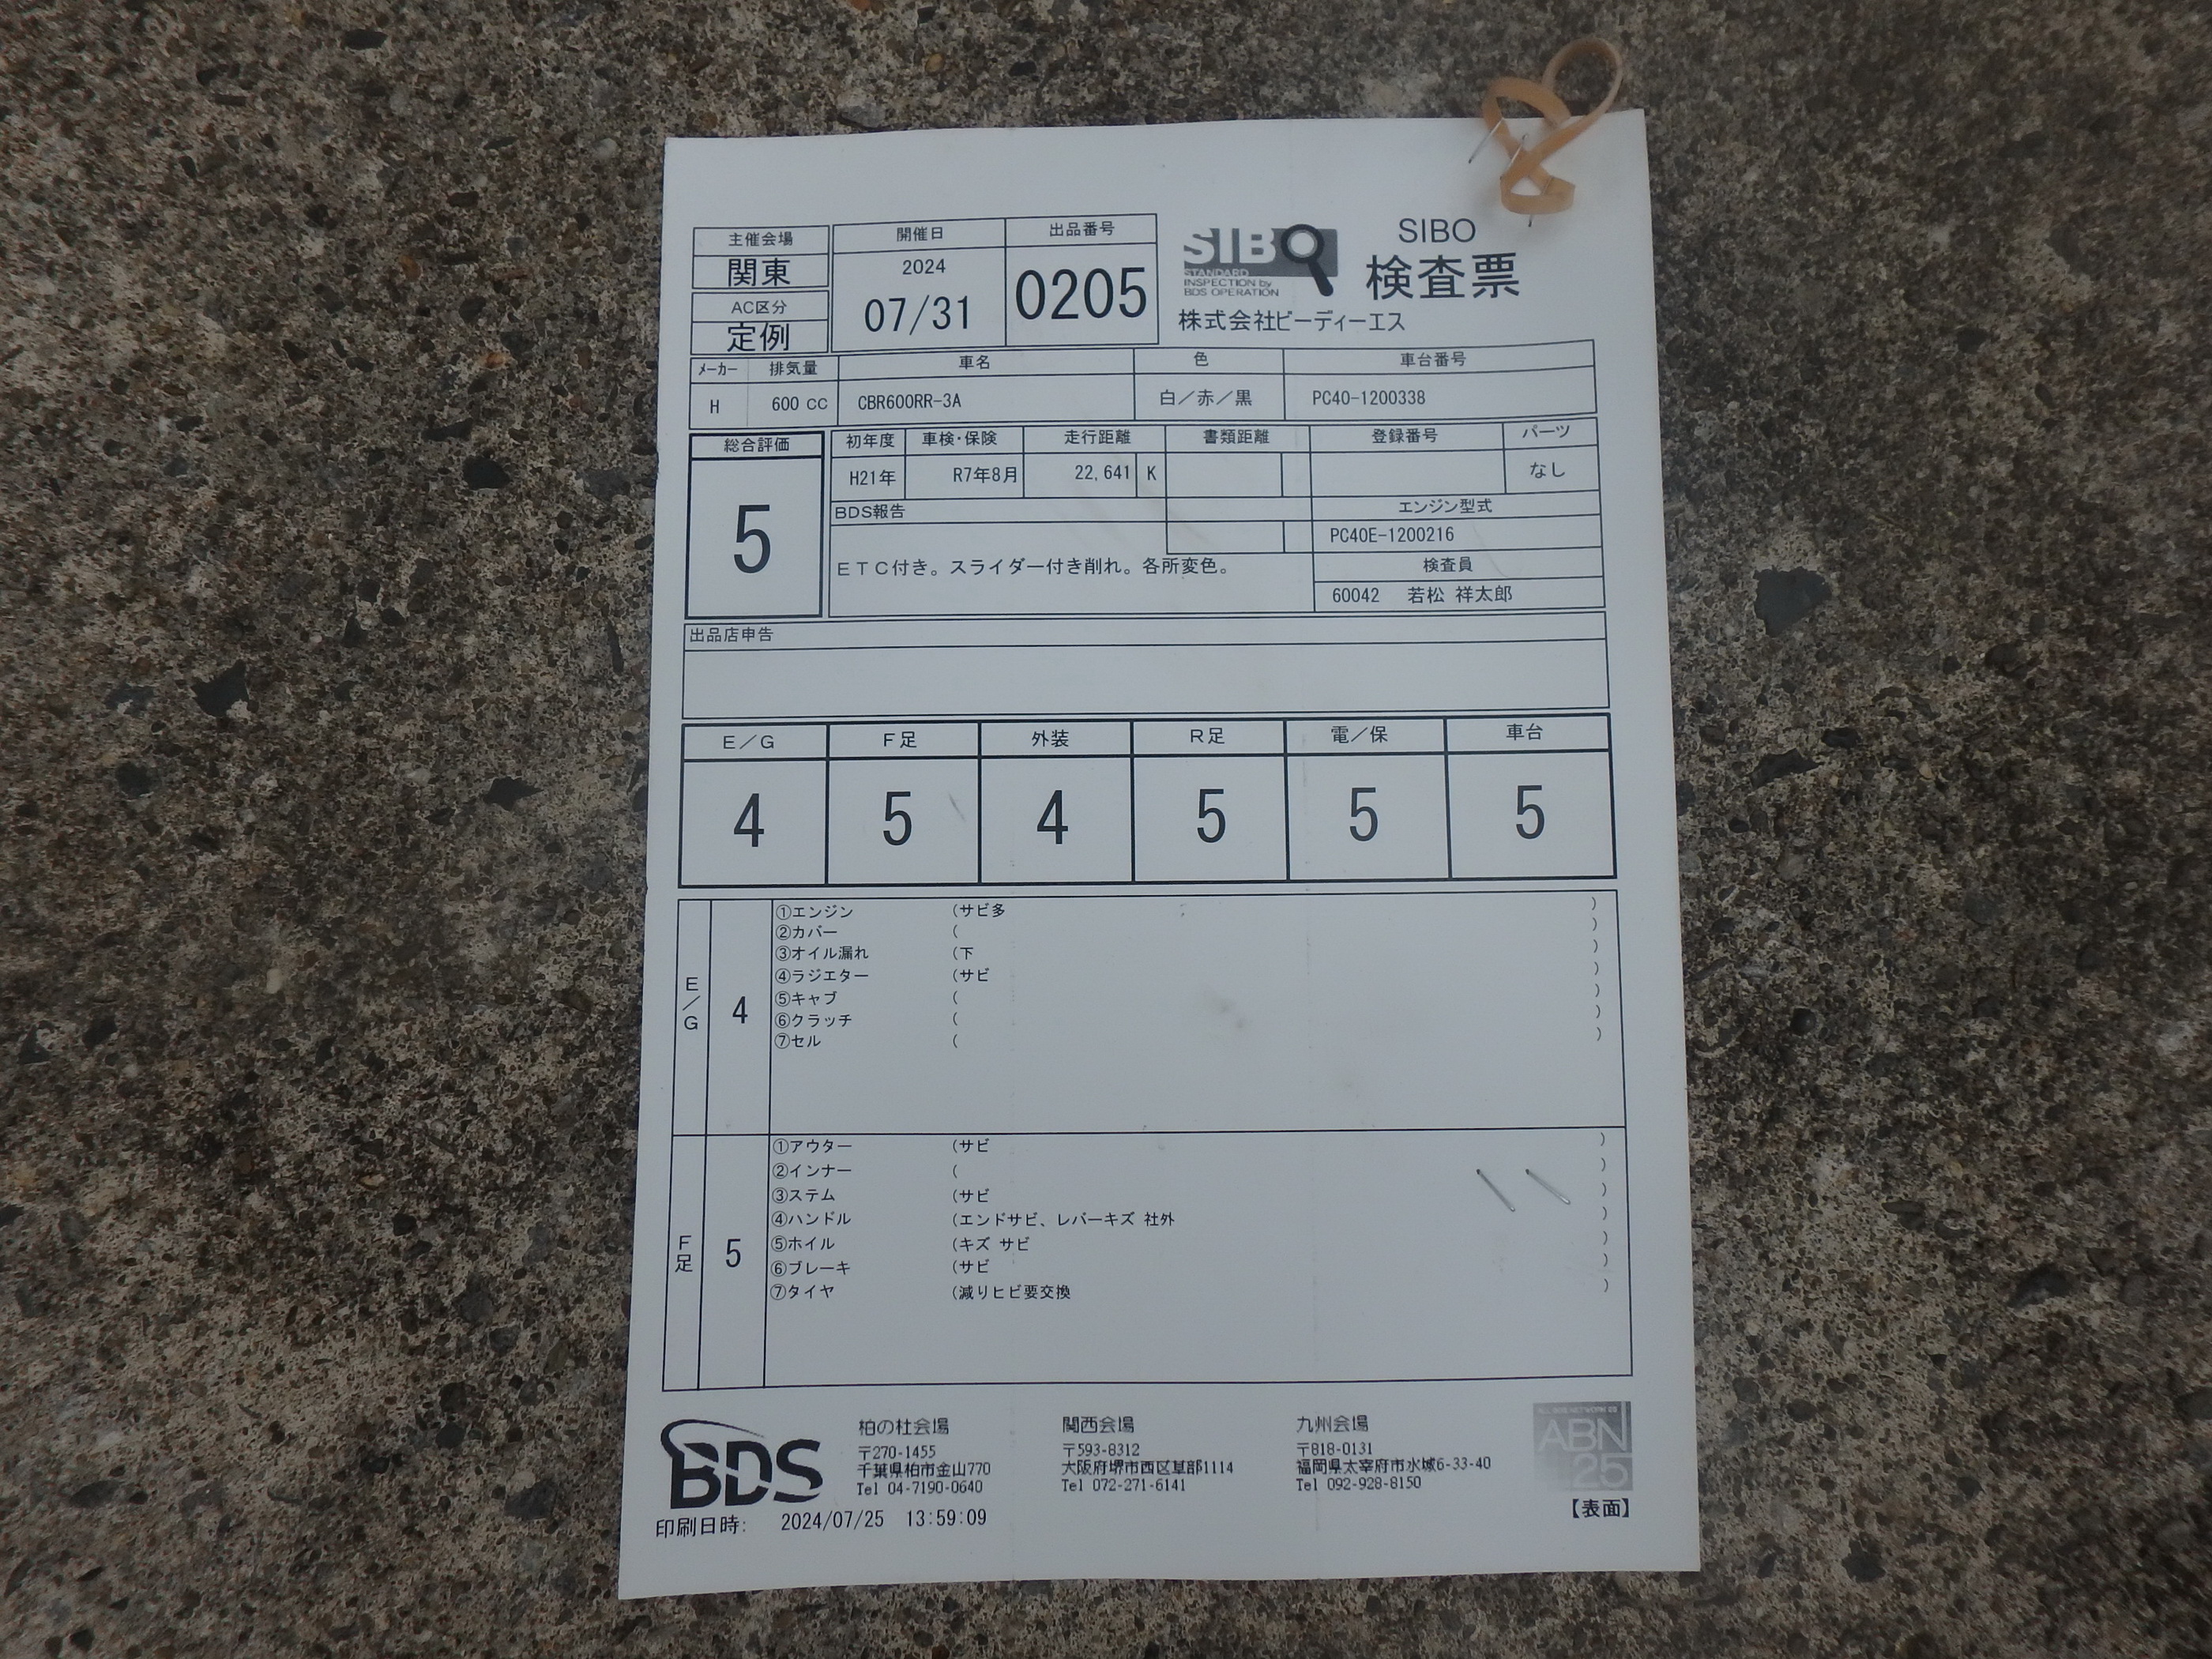 主催会場 開催日 出品番号
関東 2024 07/31 0205
AC区分
定例
SIBO
STANDARD
INSPECTION by
BDS OPERATION
SIBO
検査票
株式会社ビーディーエス
メーカー 排気量 車名 色 車台番号
H 600 CC CBR600RR-3A 白／赤／黒 PC40-1200338
総合評価 初年度 車検・保険 走行距離 書類距離 登録番号 パーツ
5 H21年 R7年8月 22,641 K なし
BDS報告 エンジン型式
PC40E-1200216
ETC付き。スライダー付き削れ。各所変色。 検査員
60042 若松 祥太郎
出品店申告
E／G F足 外装 R足 電／保 車台
4 5 4 5 5 5
E／G 4
①エンジン (サビ多 )
②カバー ( )
③オイル漏れ (下 )
④ラジエター (サビ )
⑤キャブ ( )
⑥クラッチ ( )
⑦セル ( )
F足 5
①アウター (サビ )
②インナー ( )
③ステム (サビ )
④ハンドル (エンドサビ、レバーキズ 社外 )
⑤ホイル (キズ サビ )
⑥ブレーキ (サビ )
⑦タイヤ (減りヒビ要交換 )
BDS
柏の杜会場
〒270-1455
千葉県柏市金山770
Tel 04-7190-0640
関西会場
〒593-8312
大阪府堺市西区草部1114
Tel 072-271-6141
九州会場
〒818-0131
福岡県太宰府市水城6-33-40
Tel 092-928-8150
ABN
25
【表面】
印刷日時: 2024/07/25 13:59:09